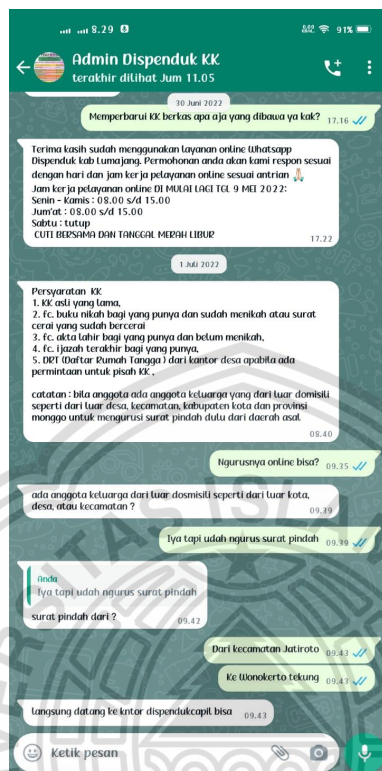 8.29
91%
Admin Dispenduk KK
terakhir dilihat Jum 11.05
30 Juni 2022
Memperbarui KK berkas apa aja yang dibawa ya kak? 17.16
Terima kasih sudah menggunakan layanan online Whatsapp
Dispenduk kab Lumajang. Permohonan anda akan kami respon sesuai
dengan hari dan jam kerja pelayanan online sesuai antrian 🙏
Jam kerja pelayanan online DI MULAI LAGI TGL 9 MEI 2022:
Senin - Kamis : 08.00 s/d 15.00
Jum'at : 08.00 s/d 15.00
Sabtu : tutup
CUTI BERSAMA DAN TANGGAL MERAH LIBUR
17.22
1 Juli 2022
Persyaratan KK
1. KK asli yang lama,
2. fc. buku nikah bagi yang punya dan sudah menikah atau surat
cerai yang sudah bercerai
3. fc. akta lahir bagi yang punya dan belum menikah,
4. fc. ijazah terakhir bagi yang punya,
5. DRT (Daftar Rumah Tangga) dari kantor desa apabila ada
permintaan untuk pisah KK,
catatan : bila anggota ada anggota keluarga yang dari luar domisili
seperti dari luar desa, kecamatan, kabupaten kota dan provinsi
monggo untuk mengurusi surat pindah dulu dari daerah asal
08.40
Ngurusnya online bisa? 09.35
ada anggota keluarga dari luar dosmisili seperti dari luar kota,
desa, atau kecamatan ?
09.39
Iya tapi udah ngurus surat pindah 09.39
Anda
Iya tapi udah ngurus surat pindah
surat pindah dari ?
09.42
Dari kecamatan Jatiroto 09.43
Ke Wonokerto tekung 09.43
langsung datang ke kntor dispendukcapil bisa 09.43
Ketik pesan